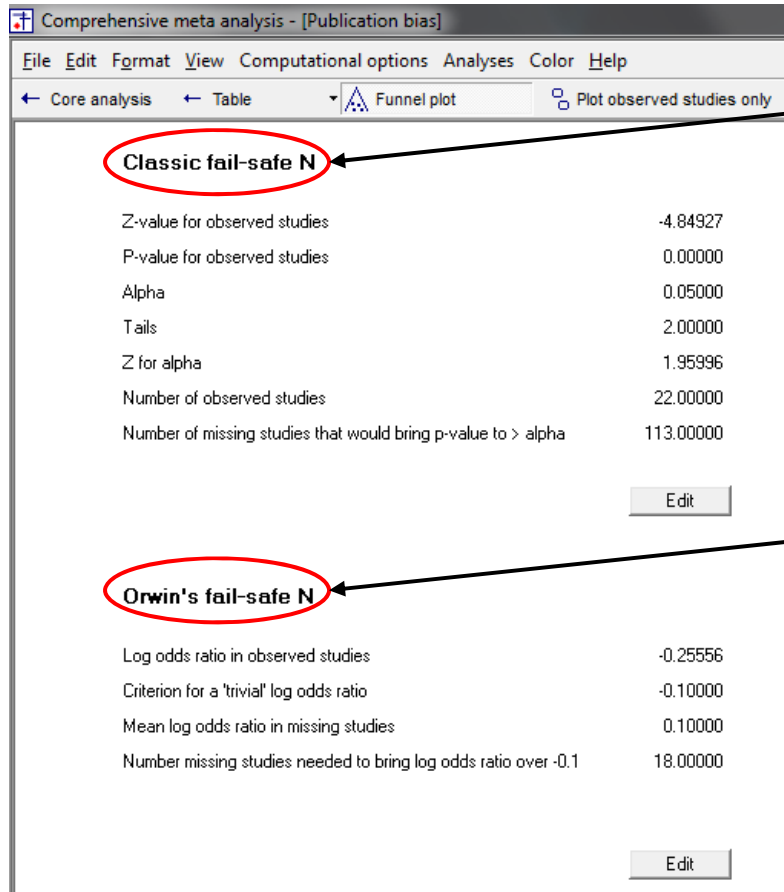 Comprehensive meta analysis - [Publication bias]
File Edit Format View Computational options Analyses Color Help
← Core analysis ← Table Funnel plot Plot observed studies only
Classic fail-safe N
Z-value for observed studies -4.84927
P-value for observed studies 0.00000
Alpha 0.05000
Tails 2.00000
Z for alpha 1.95996
Number of observed studies 22.00000
Number of missing studies that would bring p-value to > alpha 113.00000
Edit
Orwin's fail-safe N
Log odds ratio in observed studies -0.25556
Criterion for a 'trivial' log odds ratio -0.10000
Mean log odds ratio in missing studies 0.10000
Number missing studies needed to bring log odds ratio over -0.1 18.00000
Edit